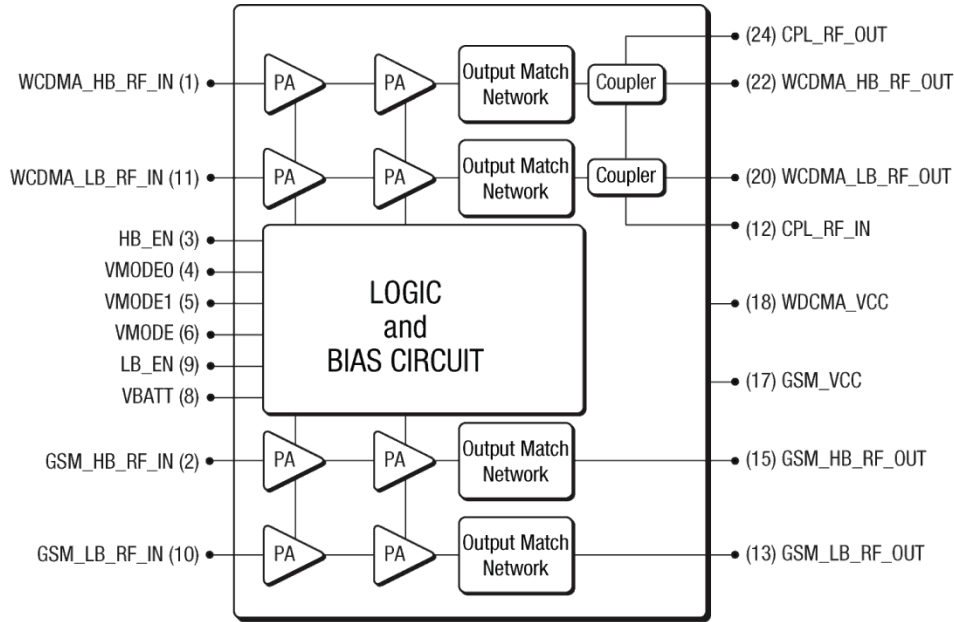 (24) CPL_RF_OUT
WCDMA_HB_RF_IN (1)
PA
PA
Output Match
Network
Coupler
(22) WCDMA_HB_RF_OUT
WCDMA_LB_RF_IN (11)
PA
PA
Output Match
Network
Coupler
(20) WCDMA_LB_RF_OUT
(12) CPL_RF_IN
HB_EN (3)
VMODE0 (4)
VMODE1 (5)
VMODE (6)
LB_EN (9)
VBATT (8)
LOGIC
and
BIAS CIRCUIT
(18) WDCMA_VCC
(17) GSM_VCC
GSM_HB_RF_IN (2)
PA
PA
Output Match
Network
(15) GSM_HB_RF_OUT
GSM_LB_RF_IN (10)
PA
PA
Output Match
Network
(13) GSM_LB_RF_OUT